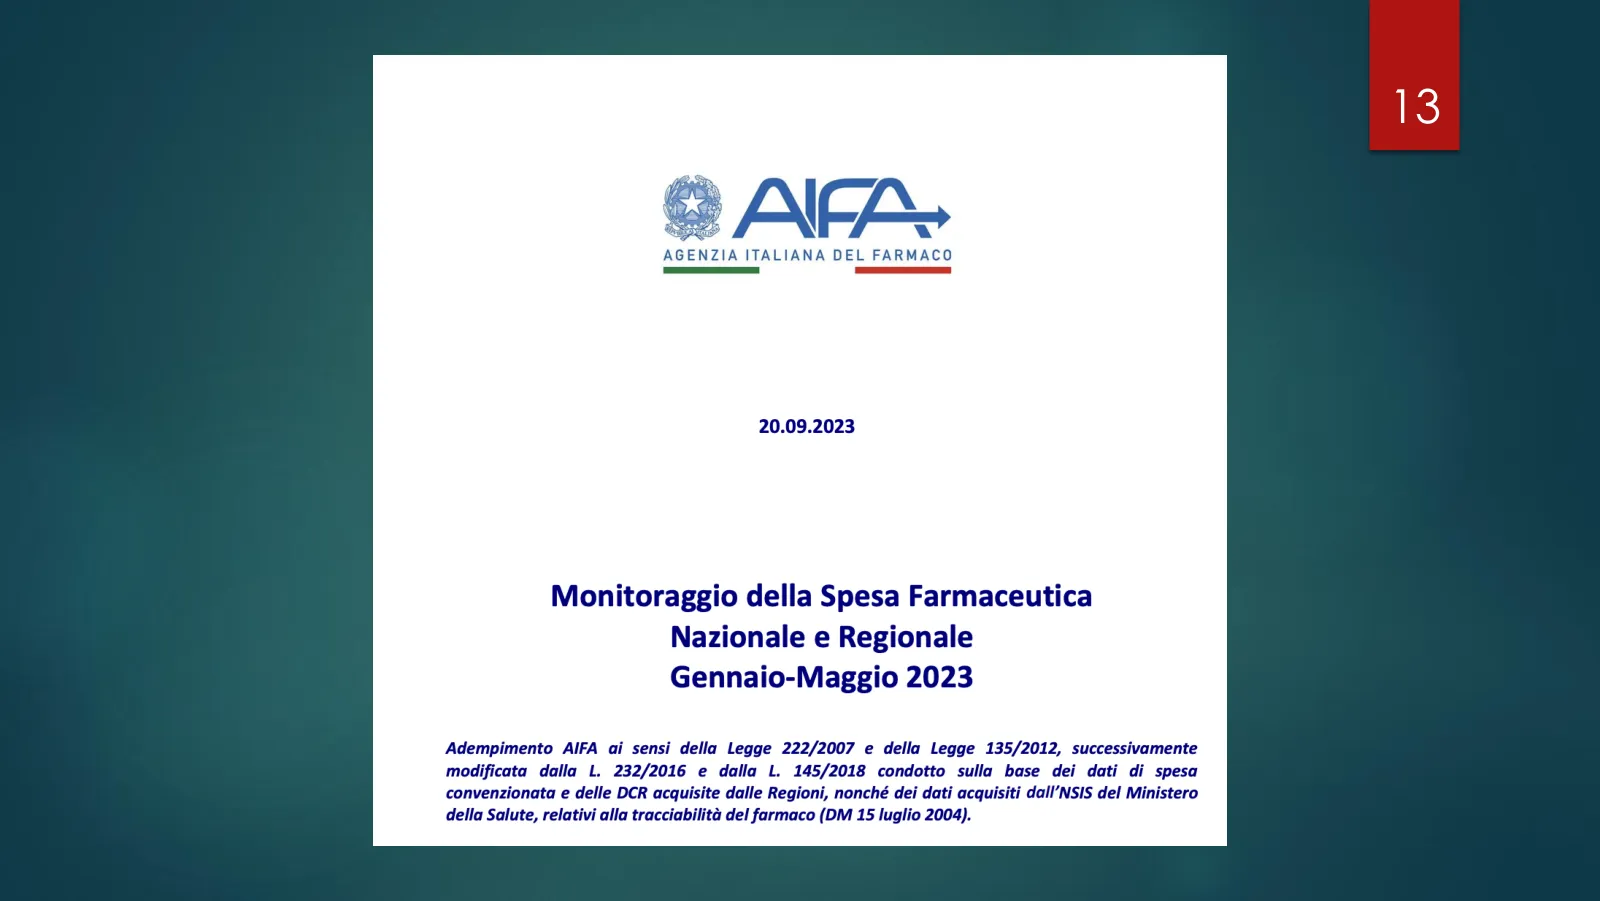 13
AIFA
AGENZIA ITALIANA DEL FARMACO
20.09.2023
Monitoraggio della Spesa Farmaceutica
Nazionale e Regionale
Gennaio-Maggio 2023
Adempimento AIFA ai sensi della Legge 222/2007 e della Legge 135/2012, successivamente
modificata dalla L. 232/2016 e dalla L. 145/2018 condotto sulla base dei dati di spesa
convenzionata e delle DCR acquisite dalle Regioni, nonché dei dati acquisiti dall’NSIS del Ministero
della Salute, relativi alla tracciabilità del farmaco (DM 15 luglio 2004).